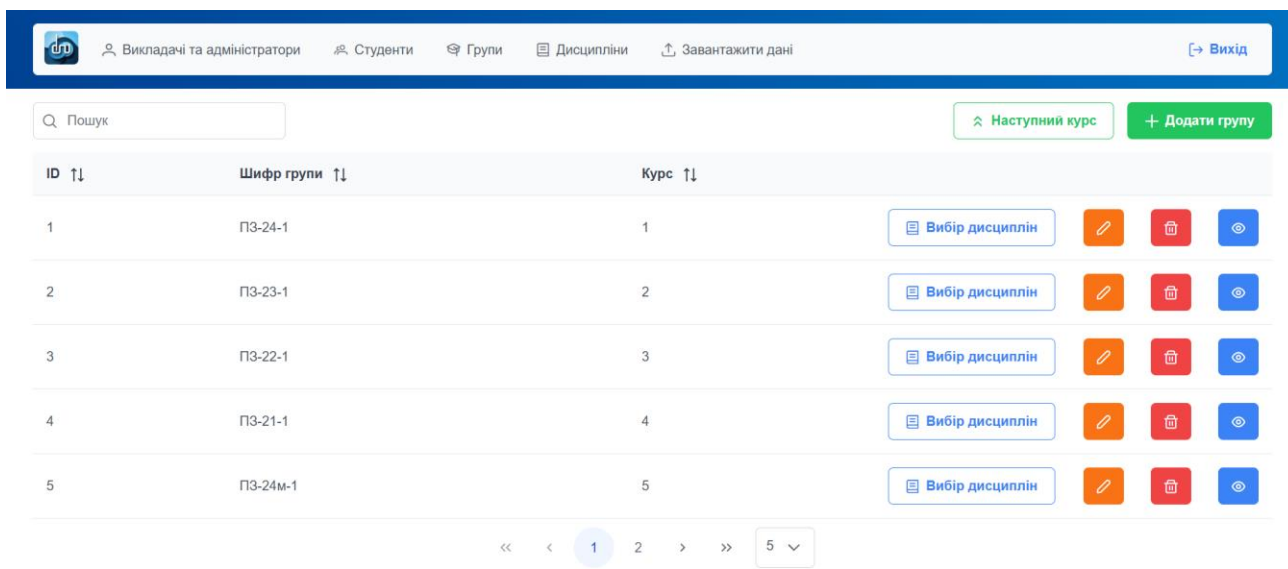 Викладачі та адміністратори Студенти Групи Дисципліни Завантажити дані Вихід
Пошук Наступний курс + Додати групу
ID Шифр групи Курс
1 ПЗ-24-1 1 Вибір дисциплін
2 ПЗ-23-1 2 Вибір дисциплін
3 ПЗ-22-1 3 Вибір дисциплін
4 ПЗ-21-1 4 Вибір дисциплін
5 ПЗ-24м-1 5 Вибір дисциплін
<< < 1 2 > >> 5